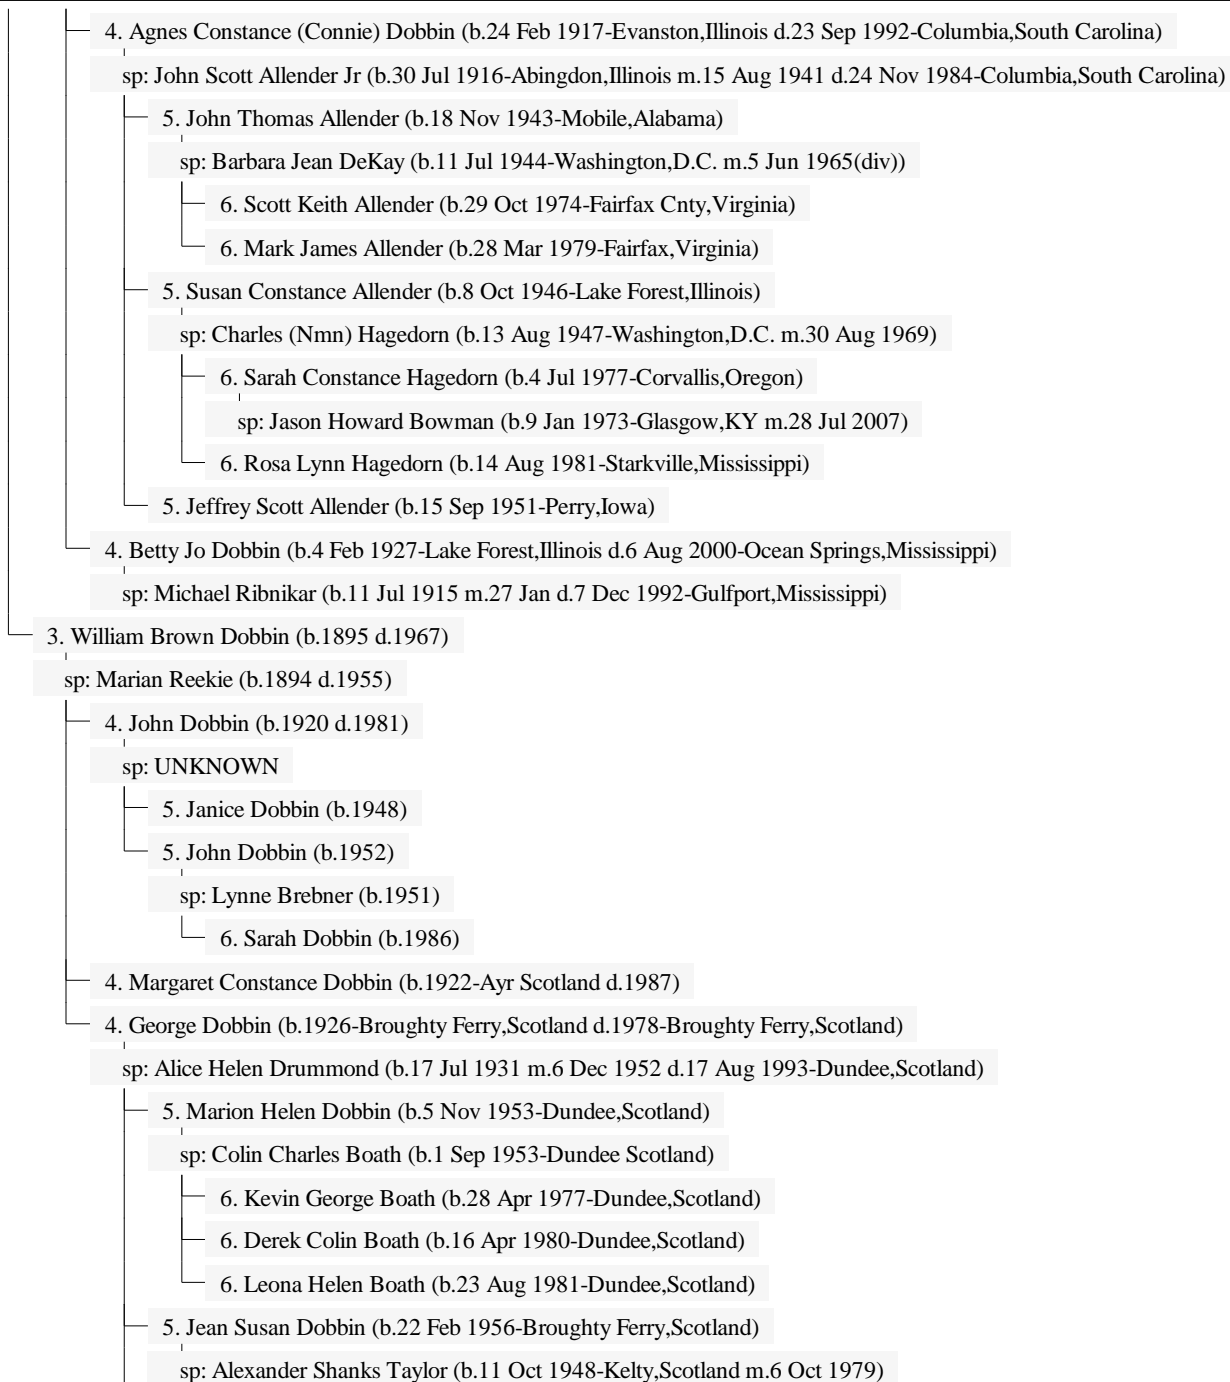 4. Agnes Constance (Connie) Dobbin (b.24 Feb 1917-Evanston,Illinois d.23 Sep 1992-Columbia,South Carolina)
sp: John Scott Allender Jr (b.30 Jul 1916-Abingdon,Illinois m.15 Aug 1941 d.24 Nov 1984-Columbia,South Carolina)
5. John Thomas Allender (b.18 Nov 1943-Mobile,Alabama)
sp: Barbara Jean DeKay (b.11 Jul 1944-Washington,D.C. m.5 Jun 1965(div))
6. Scott Keith Allender (b.29 Oct 1974-Fairfax Cnty,Virginia)
6. Mark James Allender (b.28 Mar 1979-Fairfax,Virginia)
5. Susan Constance Allender (b.8 Oct 1946-Lake Forest,Illinois)
sp: Charles (Nmn) Hagedorn (b.13 Aug 1947-Washington,D.C. m.30 Aug 1969)
6. Sarah Constance Hagedorn (b.4 Jul 1977-Corvallis,Oregon)
sp: Jason Howard Bowman (b.9 Jan 1973-Glasgow,KY m.28 Jul 2007)
6. Rosa Lynn Hagedorn (b.14 Aug 1981-Starkville,Mississippi)
5. Jeffrey Scott Allender (b.15 Sep 1951-Perry,Iowa)
4. Betty Jo Dobbin (b.4 Feb 1927-Lake Forest,Illinois d.6 Aug 2000-Ocean Springs,Mississippi)
sp: Michael Ribnikar (b.11 Jul 1915 m.27 Jan d.7 Dec 1992-Gulfport,Mississippi)
3. William Brown Dobbin (b.1895 d.1967)
sp: Marian Reekie (b.1894 d.1955)
4. John Dobbin (b.1920 d.1981)
sp: UNKNOWN
5. Janice Dobbin (b.1948)
5. John Dobbin (b.1952)
sp: Lynne Brebner (b.1951)
6. Sarah Dobbin (b.1986)
4. Margaret Constance Dobbin (b.1922-Ayr Scotland d.1987)
4. George Dobbin (b.1926-Broughty Ferry,Scotland d.1978-Broughty Ferry,Scotland)
sp: Alice Helen Drummond (b.17 Jul 1931 m.6 Dec 1952 d.17 Aug 1993-Dundee,Scotland)
5. Marion Helen Dobbin (b.5 Nov 1953-Dundee,Scotland)
sp: Colin Charles Boath (b.1 Sep 1953-Dundee Scotland)
6. Kevin George Boath (b.28 Apr 1977-Dundee,Scotland)
6. Derek Colin Boath (b.16 Apr 1980-Dundee,Scotland)
6. Leona Helen Boath (b.23 Aug 1981-Dundee,Scotland)
5. Jean Susan Dobbin (b.22 Feb 1956-Broughty Ferry,Scotland)
sp: Alexander Shanks Taylor (b.11 Oct 1948-Kelty,Scotland m.6 Oct 1979)